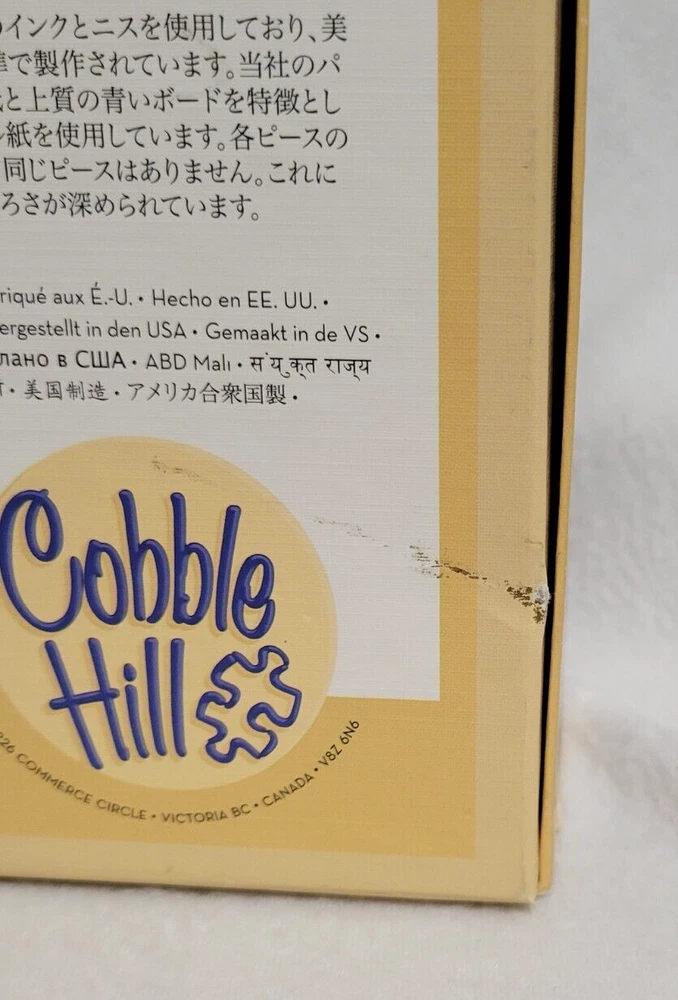 インクとニスを使用しており、美
で製作されています。当社のパ
と上質の青いボードを特徴とし
紙を使用しています。各ピースの
同じピースはありません。これに
ろさが深められています。
riqué aux É.-U. • Hecho en EE. UU. •
ergestellt in den USA • Gemaakt in de VS •
лано в США • ABD Malı • संयुक्त राज्य
• 美国制造 • アメリカ合衆国製 •
Cobble
Hill
26 COMMERCE CIRCLE • VICTORIA BC • CANADA • V8Z 6N6